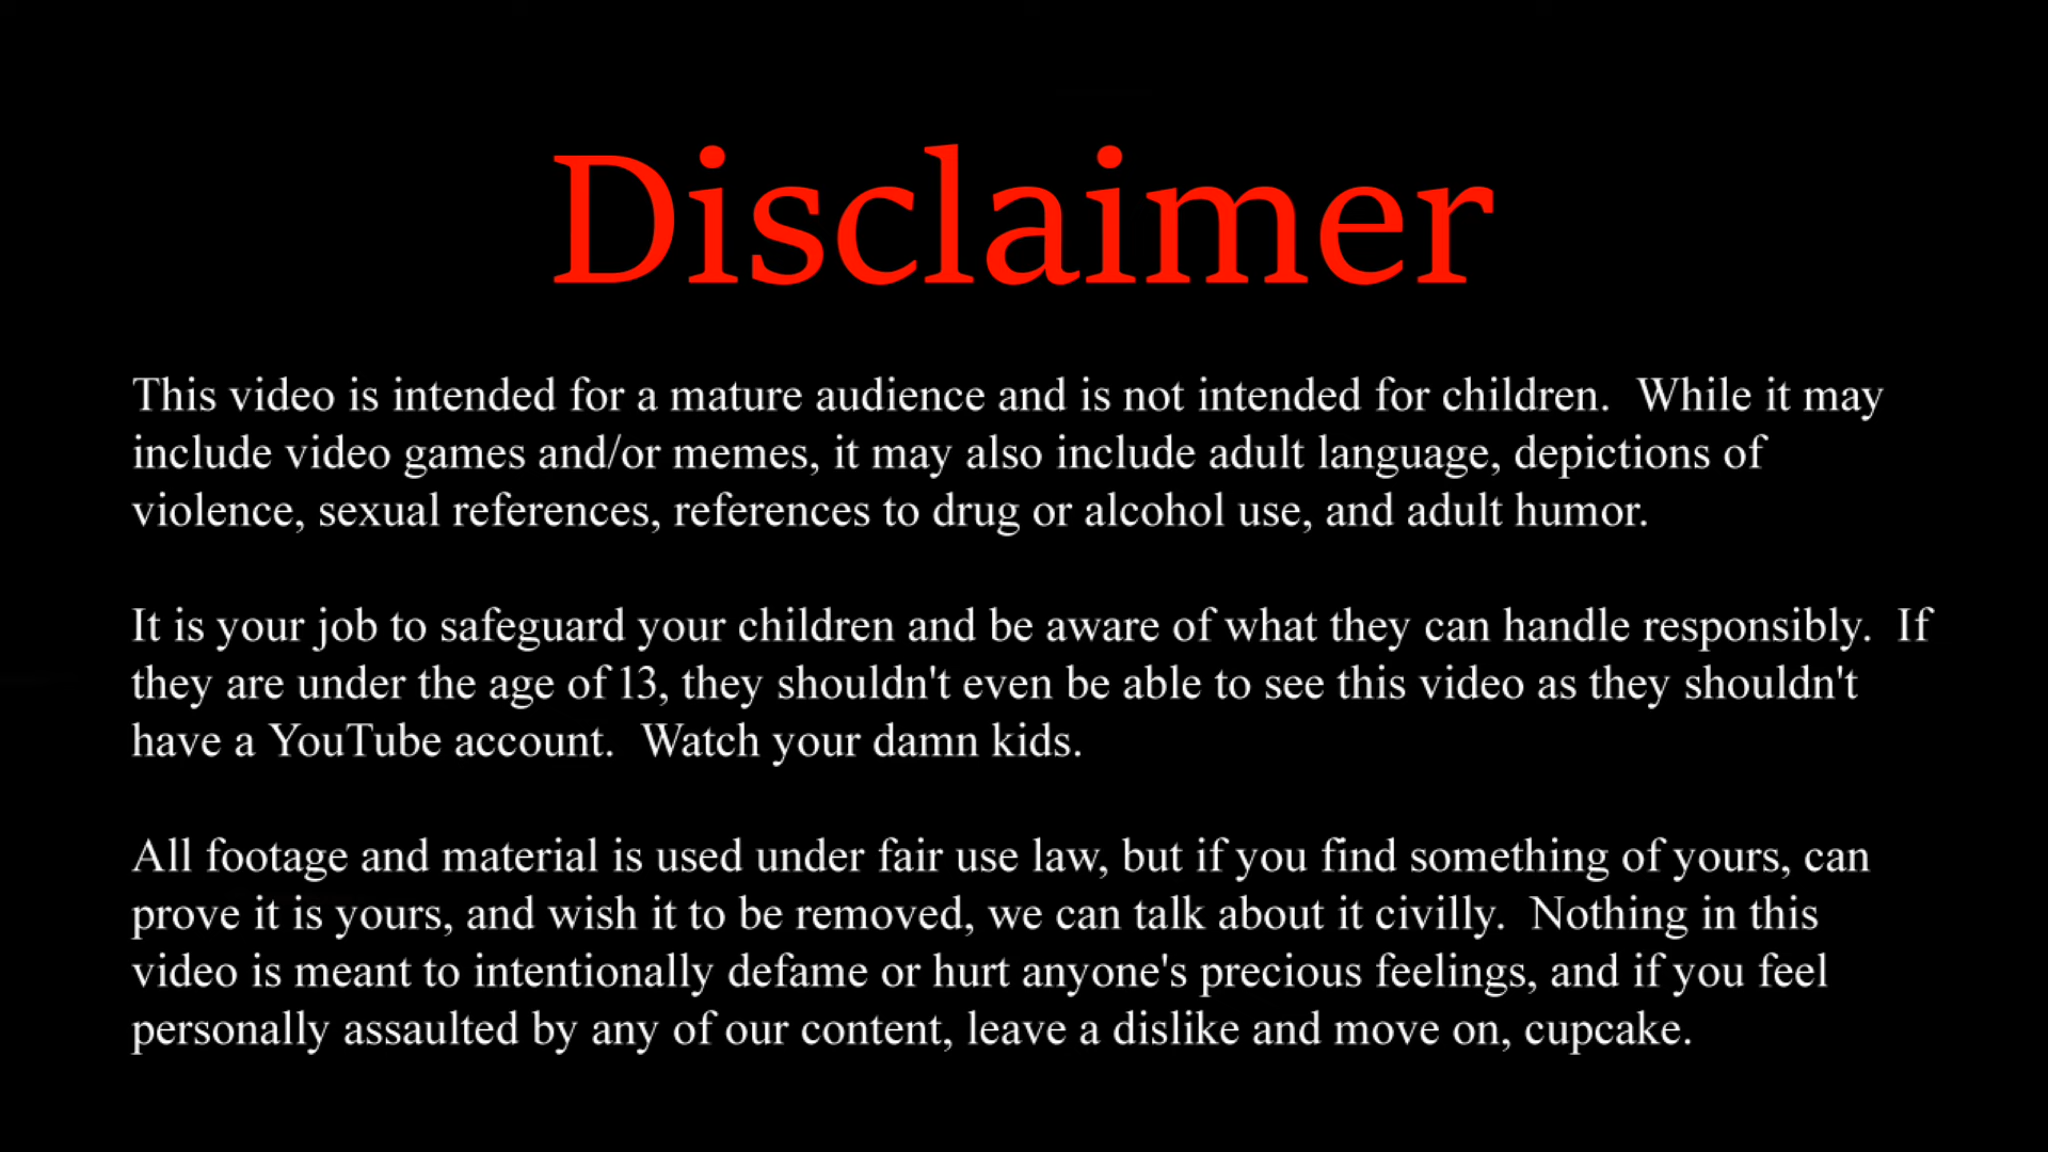 Disclaimer
This video is intended for a mature audience and is not intended for children.  While it may
include video games and/or memes, it may also include adult language, depictions of
violence, sexual references, references to drug or alcohol use, and adult humor.
It is your job to safeguard your children and be aware of what they can handle responsibly.  If
they are under the age of 13, they shouldn't even be able to see this video as they shouldn't
have a YouTube account.  Watch your damn kids.
All footage and material is used under fair use law, but if you find something of yours, can
prove it is yours, and wish it to be removed, we can talk about it civilly.  Nothing in this
video is meant to intentionally defame or hurt anyone's precious feelings, and if you feel
personally assaulted by any of our content, leave a dislike and move on, cupcake.